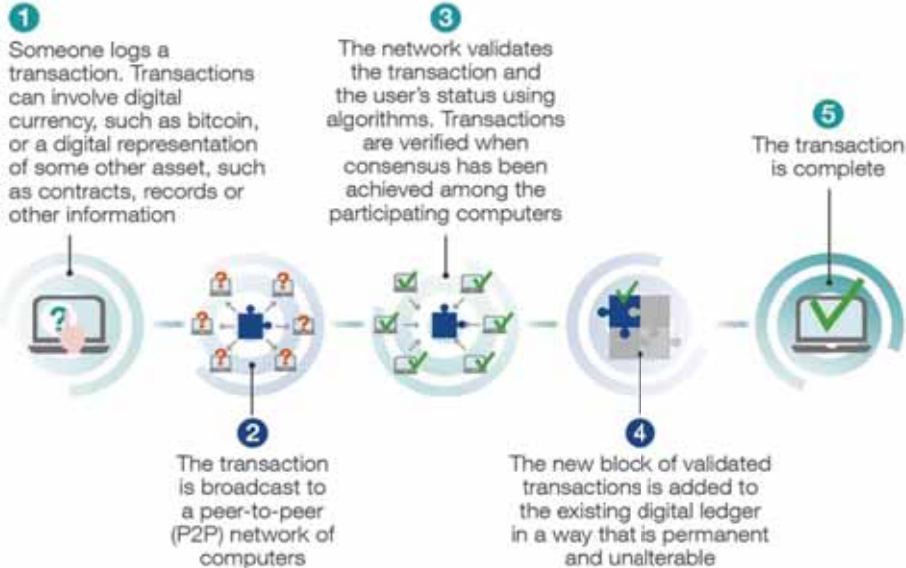 1
Someone logs a
transaction. Transactions
can involve digital
currency, such as bitcoin,
or a digital representation
of some other asset, such
as contracts, records or
other information
2
The transaction
is broadcast to
a peer-to-peer
(P2P) network of
computers
3
The network validates
the transaction and
the user's status using
algorithms. Transactions
are verified when
consensus has been
achieved among the
participating computers
4
The new block of validated
transactions is added to
the existing digital ledger
in a way that is permanent
and unalterable
5
The transaction
is complete